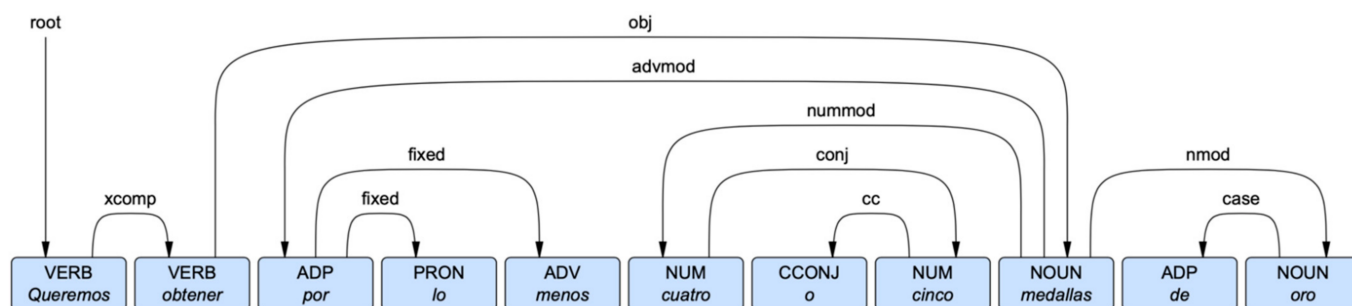 root obj
advmod
nummod
fixed conj nmod
xcomp fixed cc case
VERB VERB ADP PRON ADV NUM CCONJ NUM NOUN ADP NOUN
Queremos obtener por lo menos cuatro o cinco medallas de oro